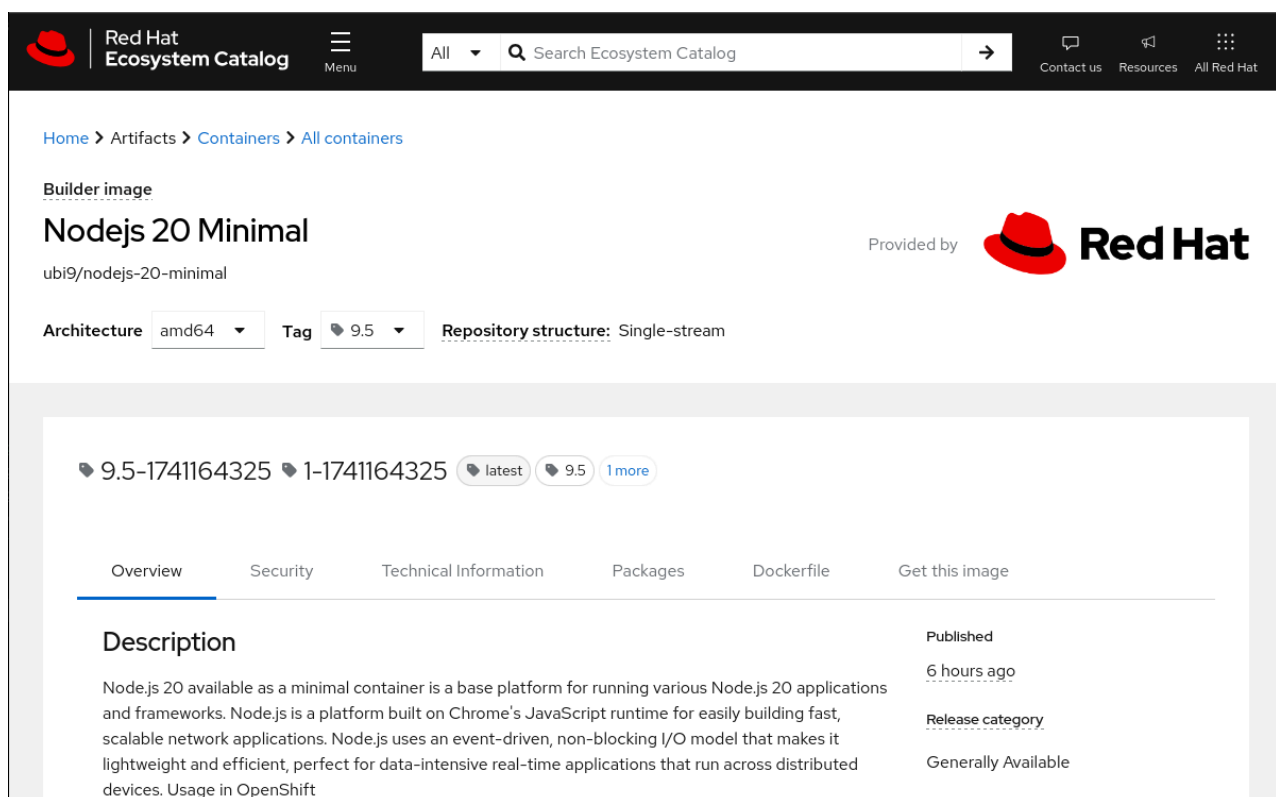 Red Hat
Ecosystem Catalog
Menu
All
Search Ecosystem Catalog
Contact us
Resources
All Red Hat
Home > Artifacts > Containers > All containers
Builder image
Nodejs 20 Minimal
ubi9/nodejs-20-minimal
Provided by
Red Hat
Architecture amd64 Tag 9.5 Repository structure: Single-stream
9.5-1741164325 1-1741164325 latest 9.5 1 more
Overview Security Technical Information Packages Dockerfile Get this image
Description
Node.js 20 available as a minimal container is a base platform for running various Node.js 20 applications
and frameworks. Node.js is a platform built on Chrome's JavaScript runtime for easily building fast,
scalable network applications. Node.js uses an event-driven, non-blocking I/O model that makes it
lightweight and efficient, perfect for data-intensive real-time applications that run across distributed
devices. Usage in OpenShift
Published
6 hours ago
Release category
Generally Available